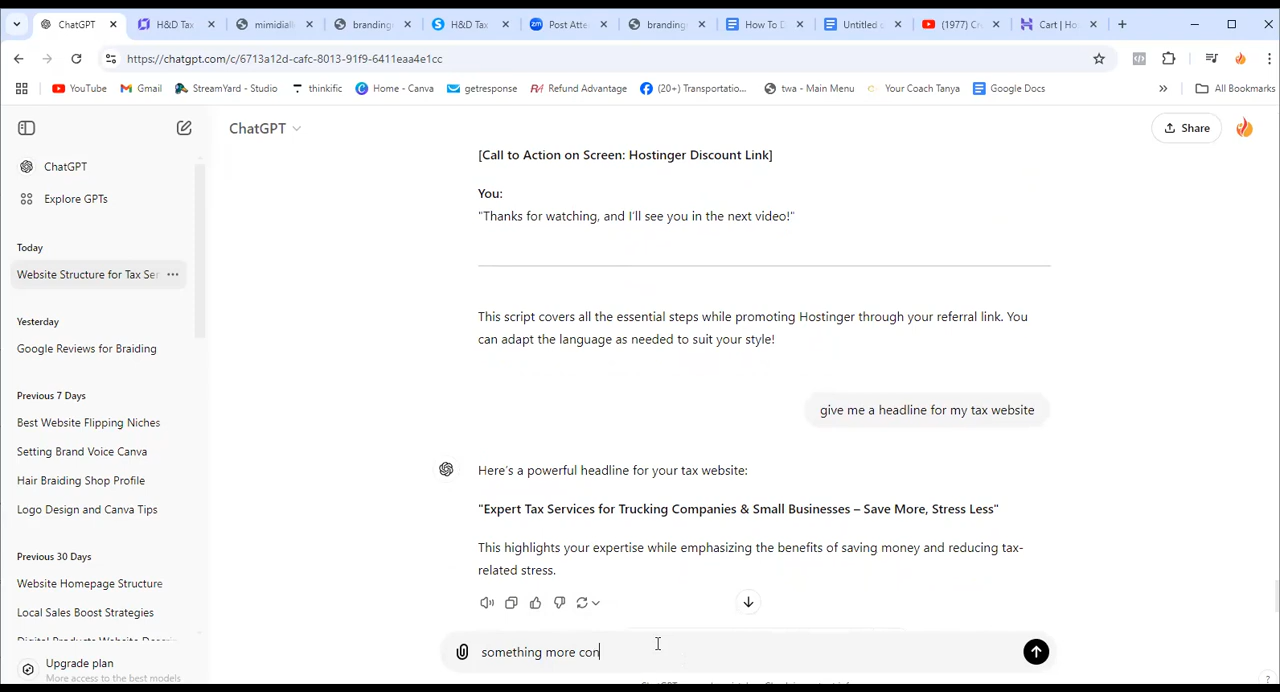 ChatGPT
H&D Tax
mimidiall
branding
H&D Tax
Post Atte
branding
How To D
Untitled s
(1977) Cr
Cart | Ho
https://chatgpt.com/c/6713a12d-cafc-8013-91f9-6411eaa4e1cc
YouTube
Gmail
StreamYard - Studio
thinkific
Home - Canva
getresponse
Refund Advantage
(20+) Transportatio...
twa - Main Menu
Your Coach Tanya
Google Docs
All Bookmarks
ChatGPT
Share
ChatGPT
Explore GPTs
Today
Website Structure for Tax Ser
Yesterday
Google Reviews for Braiding
Previous 7 Days
Best Website Flipping Niches
Setting Brand Voice Canva
Hair Braiding Shop Profile
Logo Design and Canva Tips
Previous 30 Days
Website Homepage Structure
Local Sales Boost Strategies
Digital Products Website Descri
Upgrade plan
More access to the best models
[Call to Action on Screen: Hostinger Discount Link]
You:
"Thanks for watching, and I'll see you in the next video!"
This script covers all the essential steps while promoting Hostinger through your referral link. You
can adapt the language as needed to suit your style!
give me a headline for my tax website
Here's a powerful headline for your tax website:
"Expert Tax Services for Trucking Companies & Small Businesses – Save More, Stress Less"
This highlights your expertise while emphasizing the benefits of saving money and reducing tax-
related stress.
something more con
?